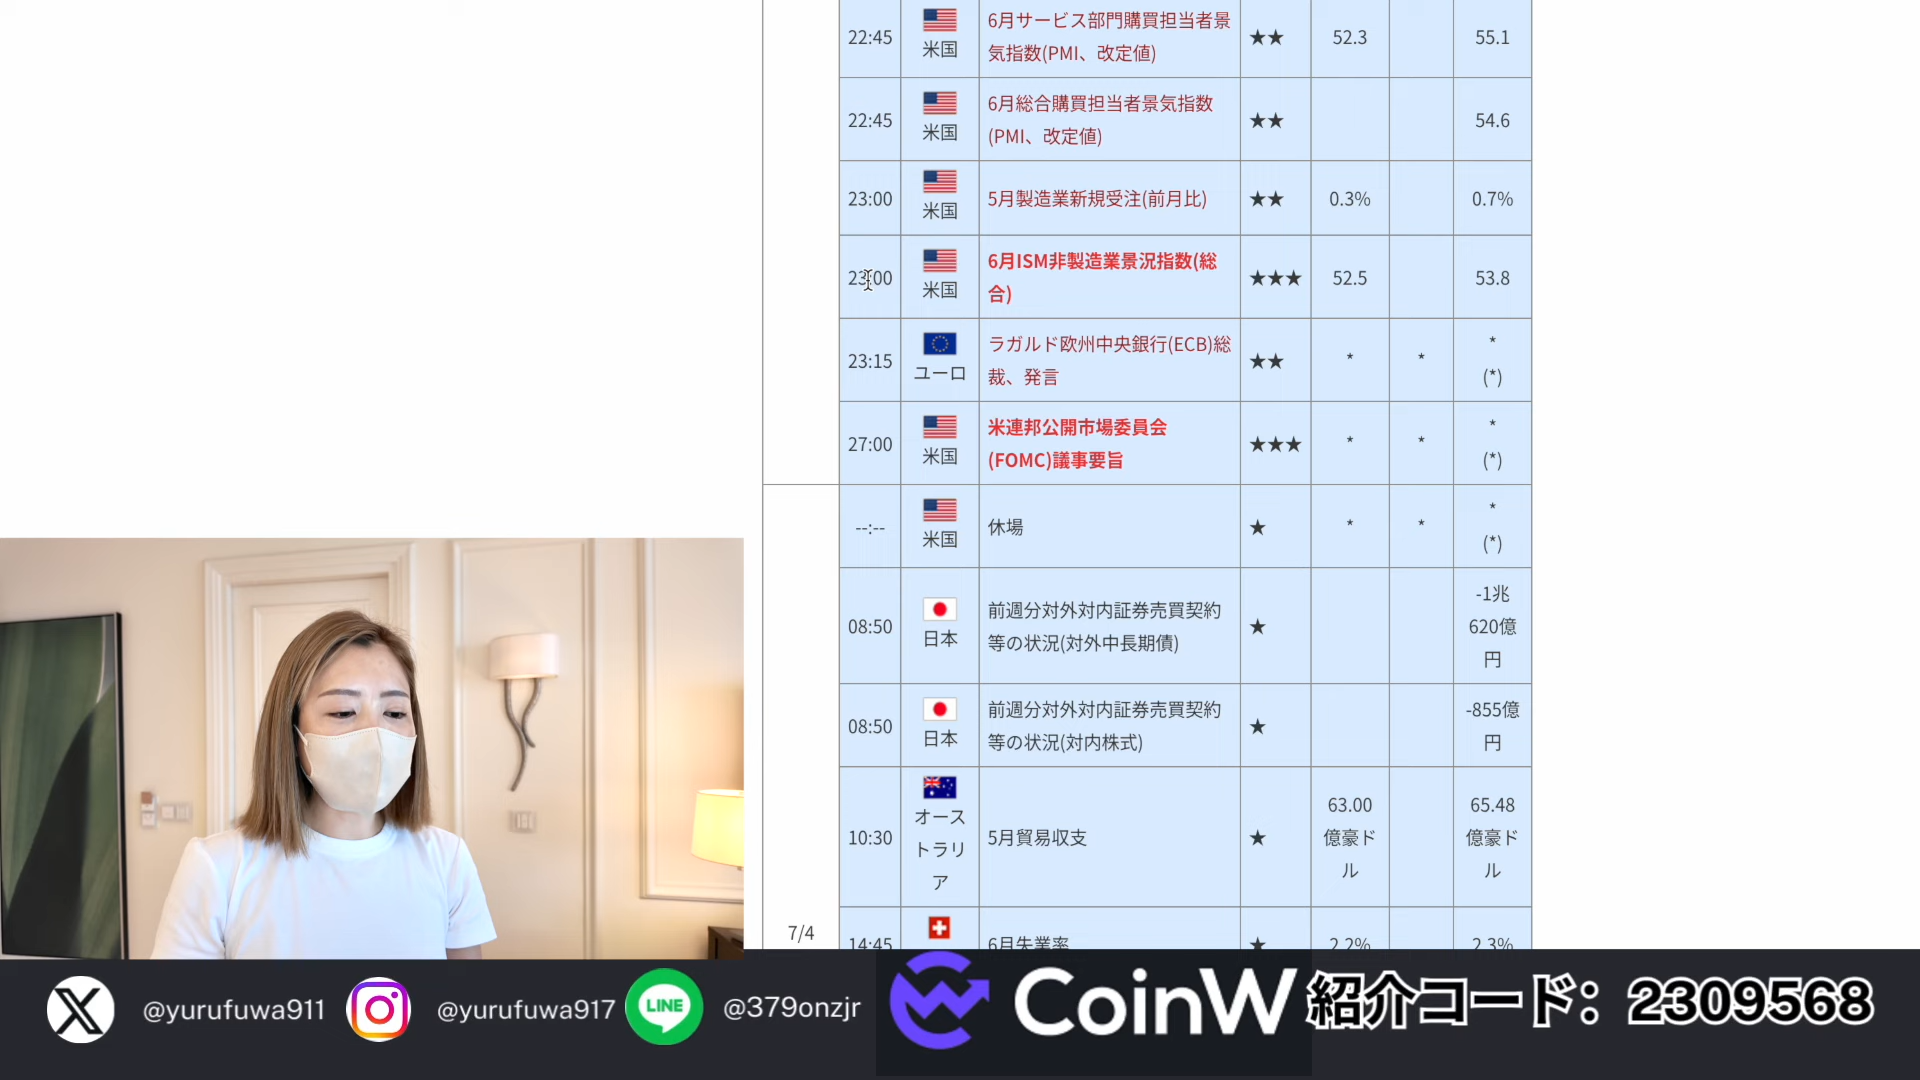 22:45
米国
6月サービス部門購買担当者景
気指数(PMI、改定値)
★★
52.3
55.1
22:45
米国
6月総合購買担当者景気指数
(PMI、改定値)
★★
54.6
23:00
米国
5月製造業新規受注(前月比)
★★
0.3%
0.7%
23:00
米国
6月ISM非製造業景況指数(総
合)
★★★
52.5
53.8
23:15
ユーロ
ラガルド欧州中央銀行(ECB)総
裁、発言
★★
*
*
*
(*)
27:00
米国
米連邦公開市場委員会
(FOMC)議事要旨
★★★
*
*
*
(*)
7/4
--:--
米国
休場
★
*
*
*
(*)
08:50
日本
前週分対外対内証券売買契約
等の状況(対外中長期債)
★
-1兆
620億
円
08:50
日本
前週分対外対内証券売買契約
等の状況(対内株式)
★
-855億
円
10:30
オース
トラリ
ア
5月貿易収支
★
63.00
億豪ド
ル
65.48
億豪ド
ル
14:45
6月失業率
★
2.2%
2.3%
@yurufuwa911
@yurufuwa917
LINE
@379onzjr
CoinW
紹介コード：2309568